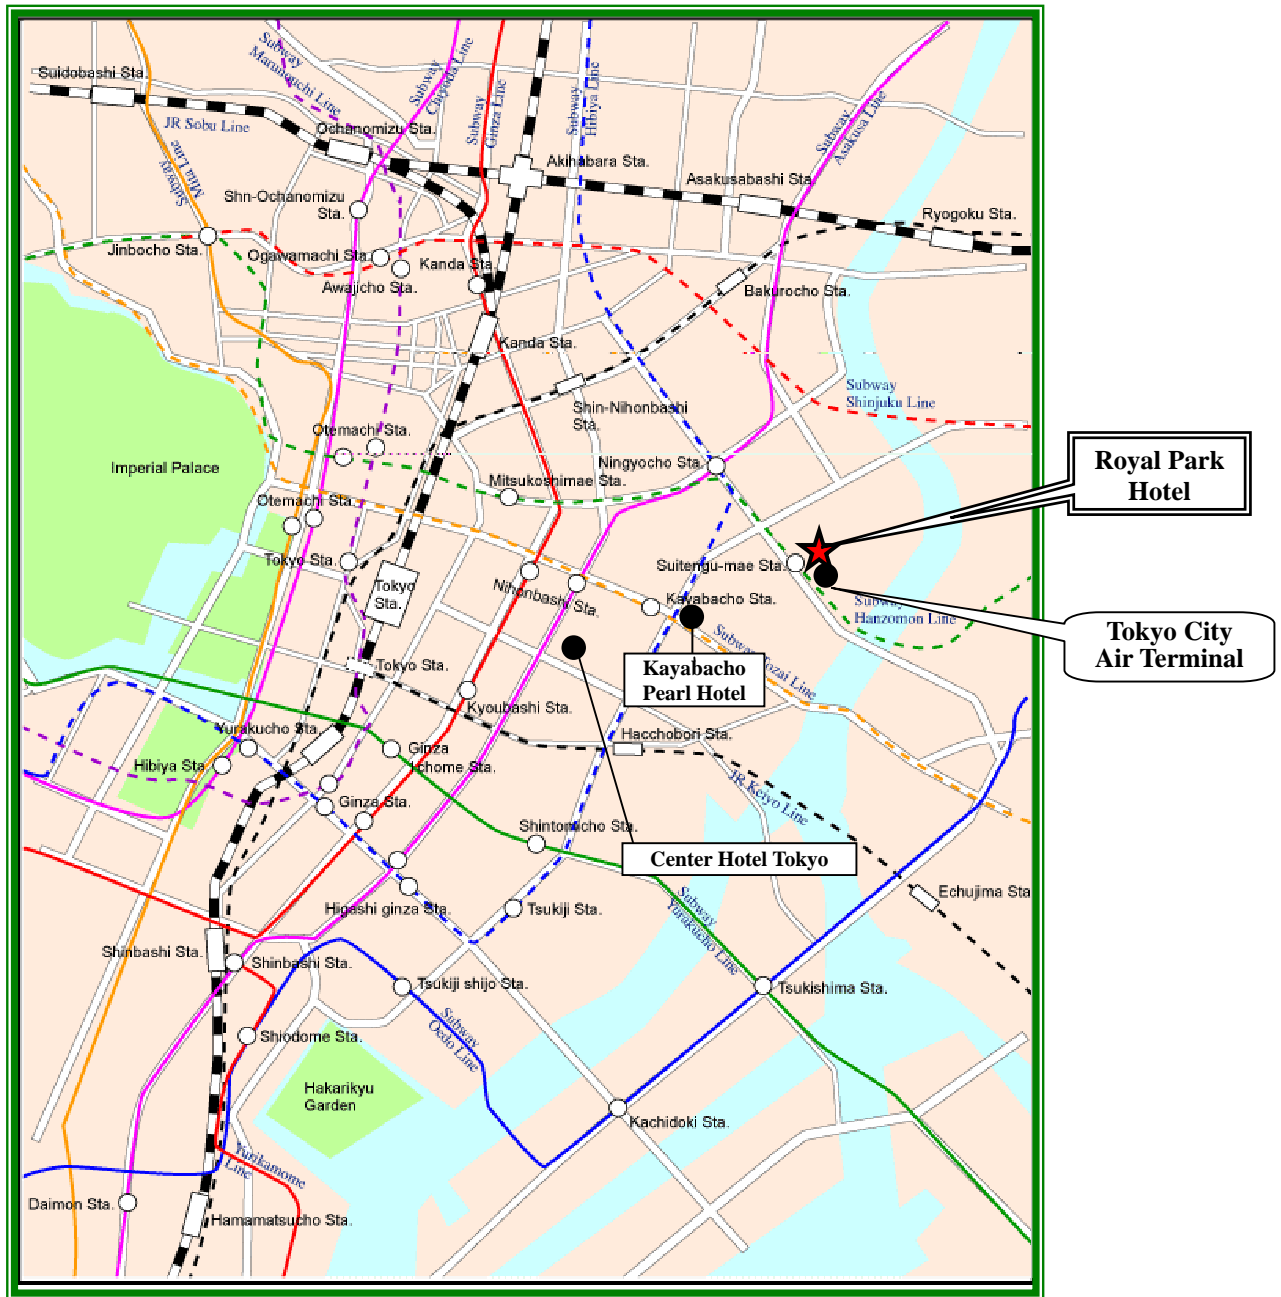 Suidobashi Sta.
Subway
Marunouchi Line
Subway
Chiyoda Line
Subway
Ginza Line
Subway
Hibiya Line
Subway
Asakusa Line
JR Sobu Line
Ochanomizu Sta.
Akihabara Sta.
Asakusabashi Sta.
Ryogoku Sta.
Subway
Mita Line
Shn-Ochanomizu
Sta.
Jinbocho Sta.
Ogawamachi Sta.
Kanda Sta.
Awajicho Sta.
Bakurocho Sta.
Kanda Sta.
Subway
Shinjuku Line
Shin-Nihonbashi
Sta.
Otemachi Sta.
Imperial Palace
Ningyocho Sta.
Royal Park
Hotel
Mitsukoshimae Sta.
Otemachi Sta.
Tokyo Sta.
Tokyo
Sta.
Nihonbashi Sta.
Suitengu-mae Sta.
Kayabacho Sta.
Subway
Hanzomon Line
Tokyo City
Air Terminal
Subway Tozai Line
Kayabacho
Pearl Hotel
Tokyo Sta.
Kyoubashi Sta.
Yurakucho Sta.
Hacchobori Sta.
Ginza
1chome Sta.
Hibiya Sta.
JR Keiyo Line
Ginza Sta.
Shintomicho Sta.
Center Hotel Tokyo
Echujima Sta.
Higashi ginza Sta.
Tsukiji Sta.
Subway
Yurakucho Line
Shinbashi Sta.
Shinbashi Sta.
Tsukiji shijo Sta.
Tsukishima Sta.
Subway
Oedo Line
Shiodome Sta.
Hakarikyu
Garden
Kachidoki Sta.
Yurikamome
Line
Daimon Sta.
Hamamatsucho Sta.